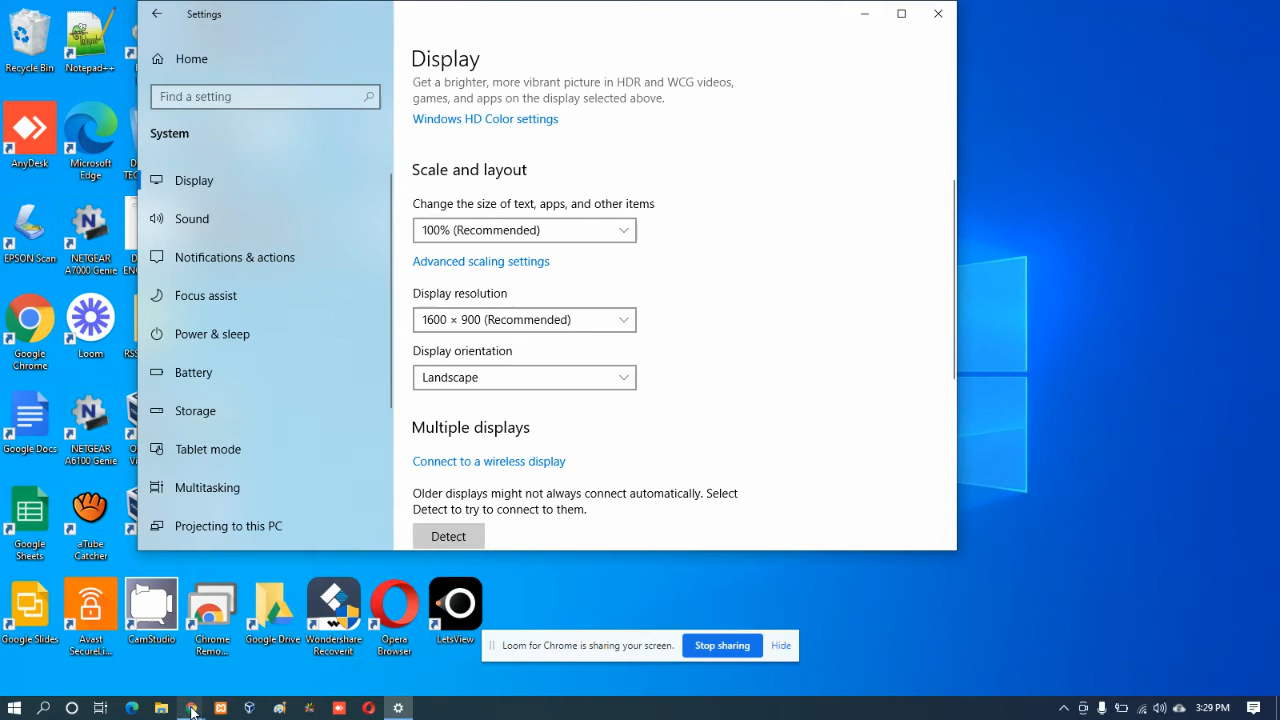 Settings
Home
Find a setting
System
Display
Sound
Notifications & actions
Focus assist
Power & sleep
Battery
Storage
Tablet mode
Multitasking
Projecting to this PC
Display
Get a brighter, more vibrant picture in HDR and WCG videos,
games, and apps on the display selected above.
Windows HD Color settings
Scale and layout
Change the size of text, apps, and other items
100% (Recommended)
Advanced scaling settings
Display resolution
1600 × 900 (Recommended)
Display orientation
Landscape
Multiple displays
Connect to a wireless display
Older displays might not always connect automatically. Select
Detect to try to connect to them.
Detect
Recycle Bin
Notepad++
AnyDesk
Microsoft
Edge
EPSON Scan
NETGEAR
A7000 Genie
Google
Chrome
Loom
Google Docs
NETGEAR
A6100 Genie
Google
Sheets
aTube
Catcher
Google Slides
Avast
SecureLi...
CamStudio
Chrome
Remo...
Google Drive
Wondershare
Recoverit
Opera
Browser
LetsView
Loom for Chrome is sharing your screen.
Stop sharing
Hide
3:29 PM